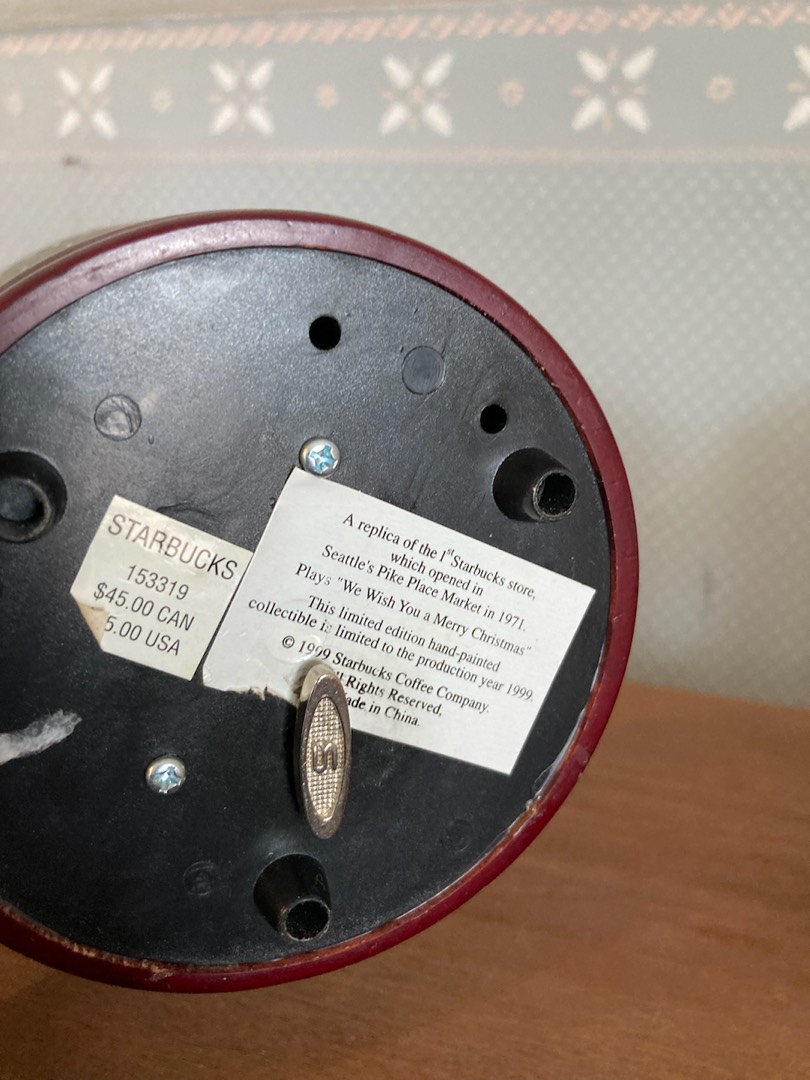 STARBUCKS
153319
$45.00 CAN
5.00 USA
A replica of the 1st Starbucks store,
which opened in
Seattle's Pike Place Market in 1971.
Plays "We Wish You a Merry Christmas"
This limited edition hand-painted
collectible is limited to the production year 1999.
© 1999 Starbucks Coffee Company.
ll Rights Reserved,
ade in China.